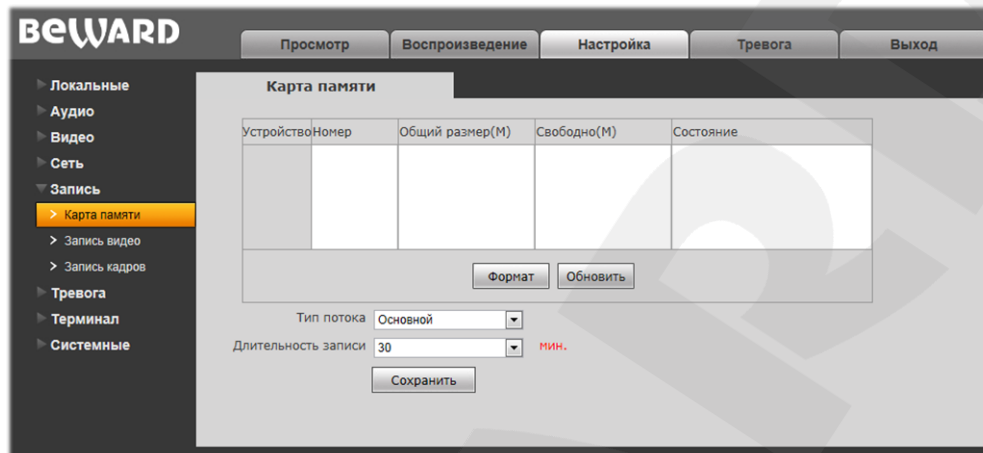 BEWARD
Просмотр Воспроизведение Настройка Тревога Выход
Локальные
Аудио
Видео
Сеть
Запись
Карта памяти
Запись видео
Запись кадров
Тревога
Терминал
Системные
Карта памяти
Устройство Номер Общий размер(M) Свободно(M) Состояние
Формат Обновить
Тип потока Основной
Длительность записи 30 мин.
Сохранить